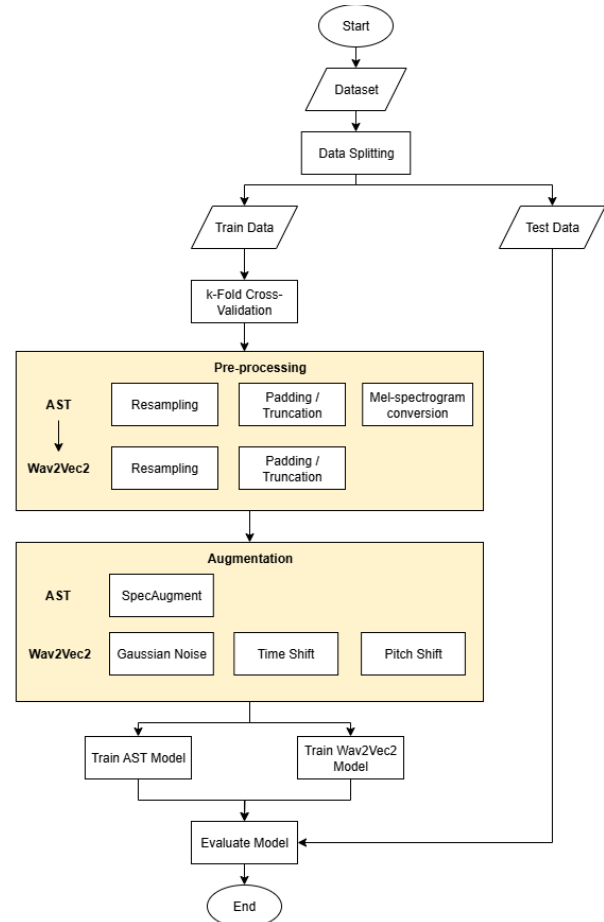 Start
Dataset
Data Splitting
Train Data
Test Data
k-Fold Cross-
Validation
Pre-processing
AST
Resampling
Padding /
Truncation
Mel-spectrogram
conversion
Wav2Vec2
Resampling
Padding /
Truncation
Augmentation
AST
SpecAugment
Wav2Vec2
Gaussian Noise
Time Shift
Pitch Shift
Train AST Model
Train Wav2Vec2
Model
Evaluate Model
End